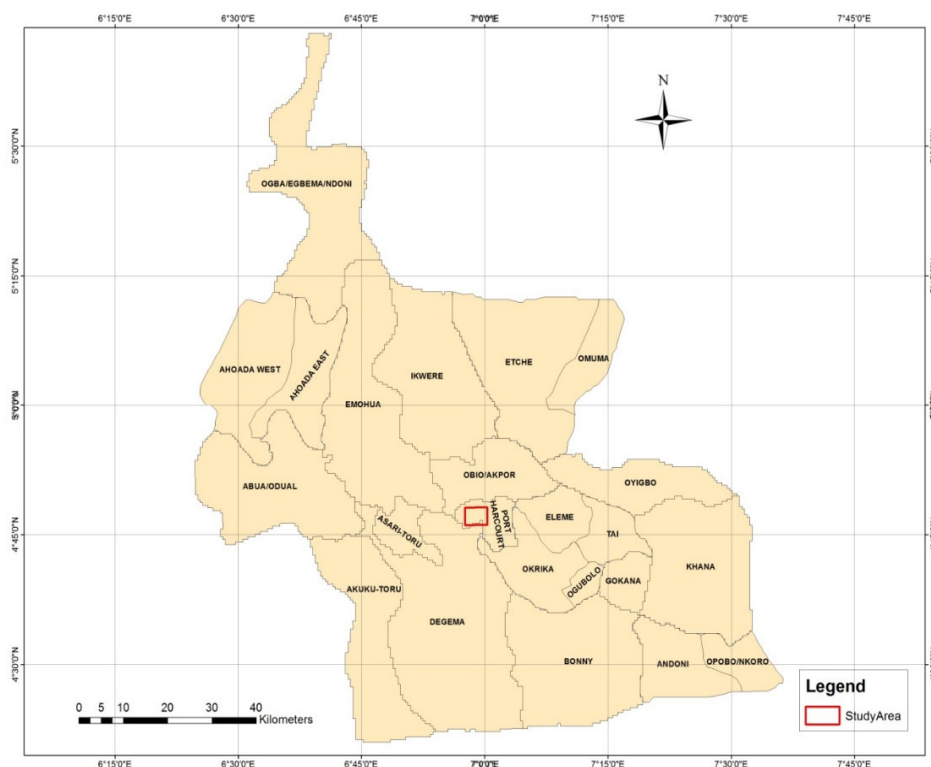 6°15'0"E 6°30'0"E 6°45'0"E 7°0'0"E 7°15'0"E 7°30'0"E 7°45'0"E
N
5°30'0"N
OGBA/EGBEMA/NDONI
5°15'0"N
ETCHE
OMUMA
AHOADA WEST
AHOADA EAST
IKWERE
5°0'0"N
EMOHUA
OBIO/AKPOR
OYIGBO
ABUA/ODUAL
PORT
HARCOURT
ELEME
ASARI-TORU
TAI
4°45'0"N
OKRIKA
OGUBOLO
GOKANA
KHANA
AKUKU-TORU
DEGEMA
BONNY
ANDONI
OPOBO/NKORO
4°30'0"N
Legend
StudyArea
0 5 10 20 30 40
Kilometers
6°15'0"E 6°30'0"E 6°45'0"E 7°0'0"E 7°15'0"E 7°30'0"E 7°45'0"E